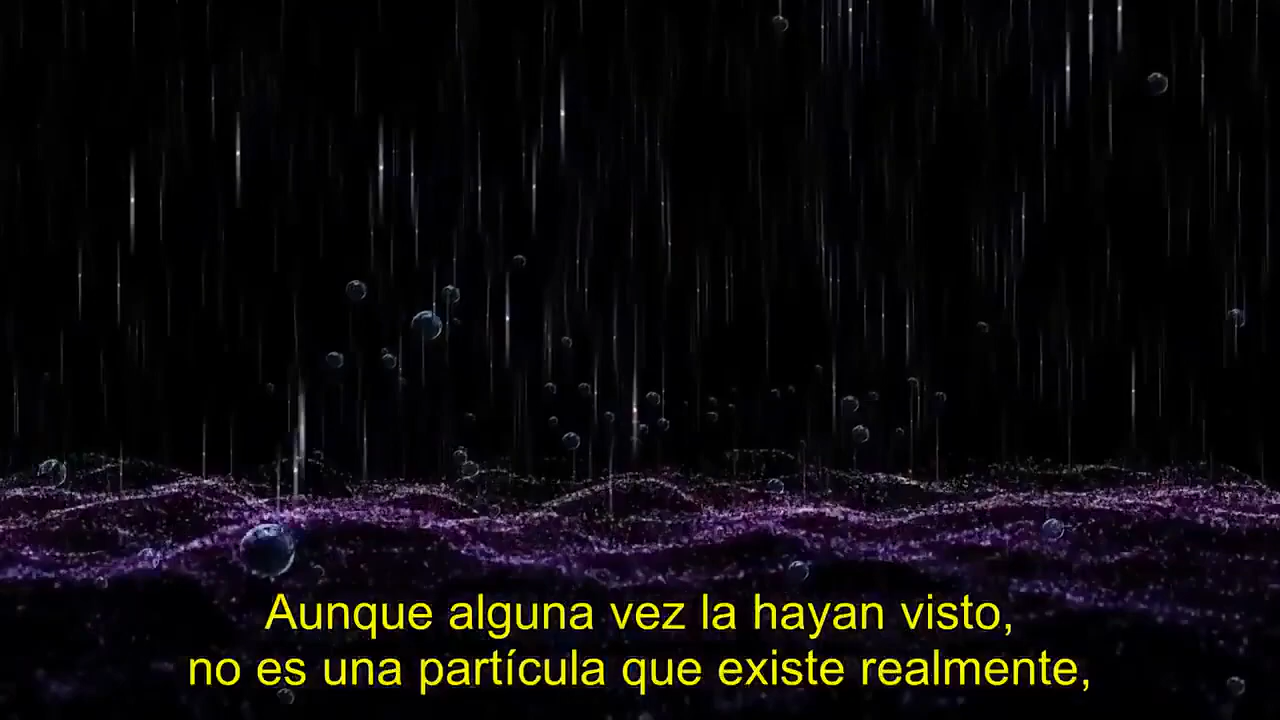 Aunque alguna vez la hayan visto,
no es una partícula que existe realmente,